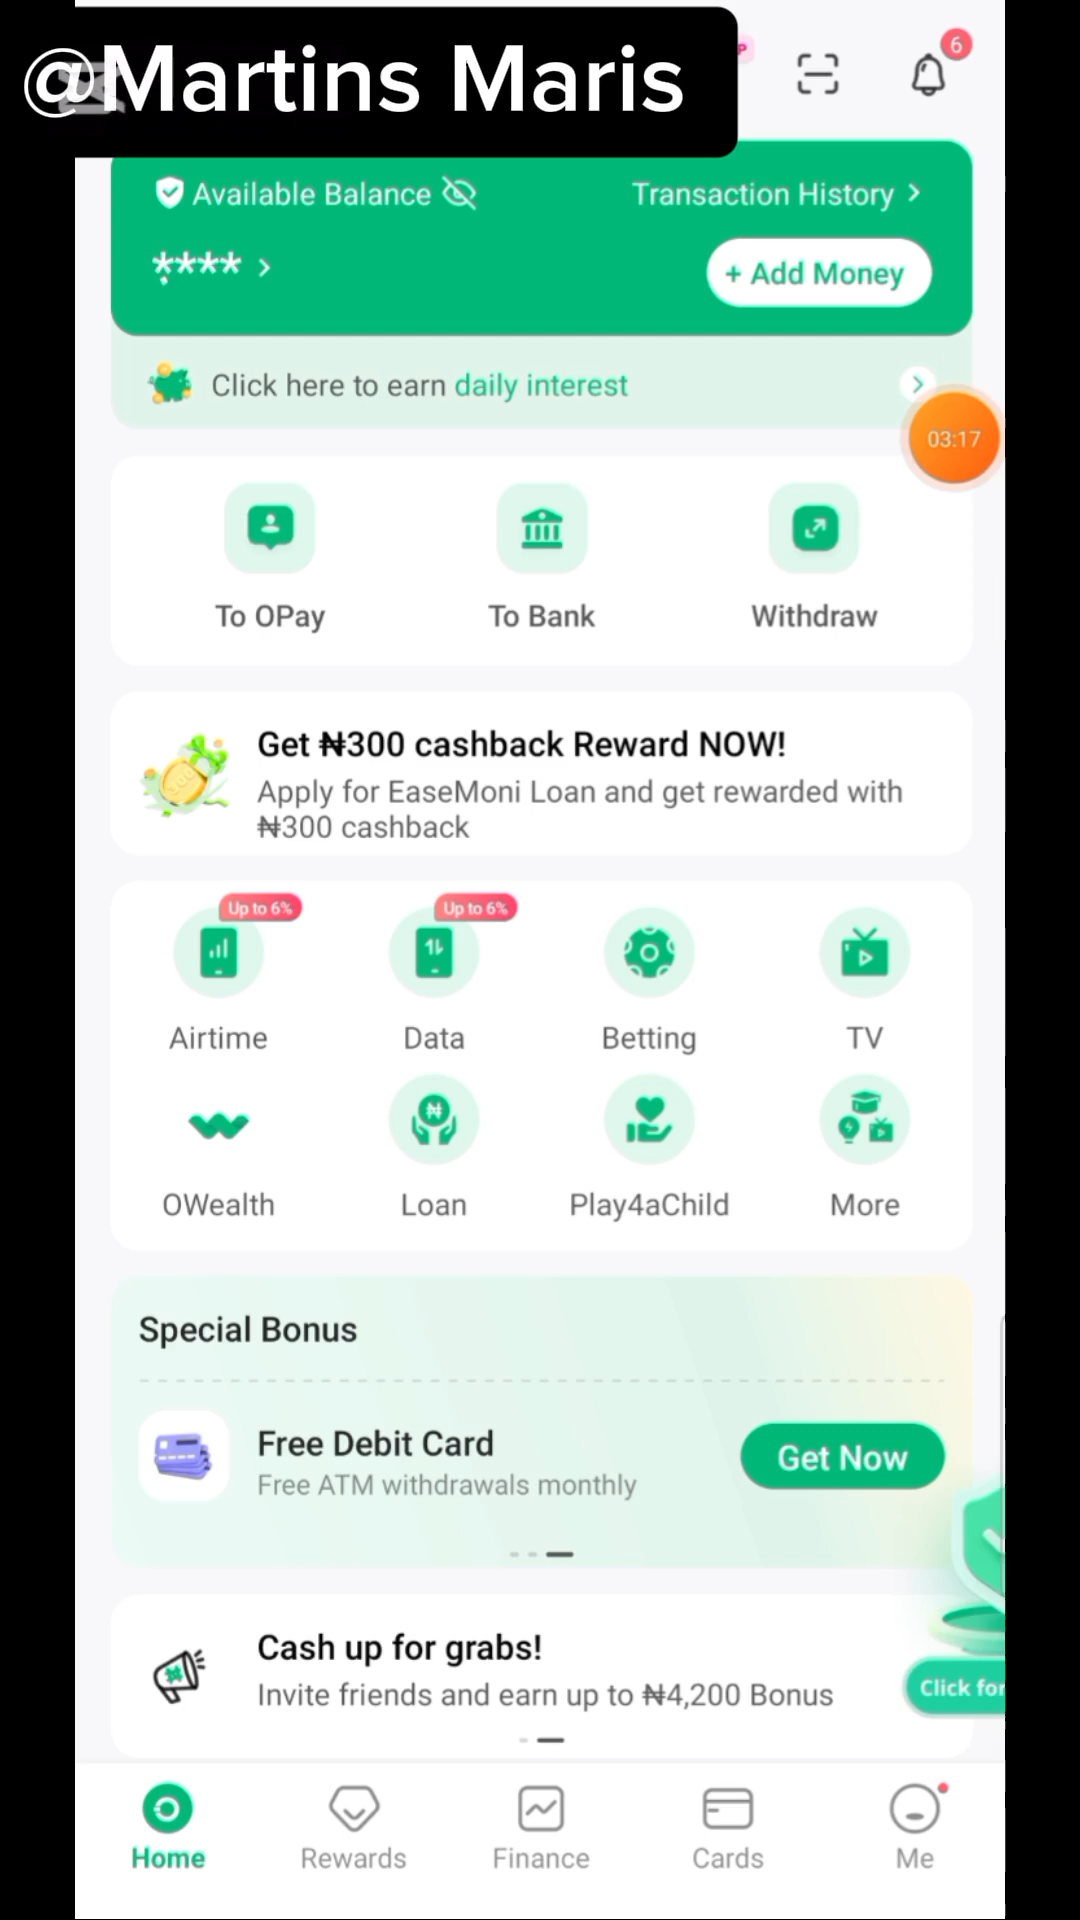 @Martins Maris
P
6
Available Balance
Transaction History >
**** >
+ Add Money
Click here to earn daily interest
03:17
To OPay
To Bank
Withdraw
Get ₦300 cashback Reward NOW!
Apply for EaseMoni Loan and get rewarded with
₦300 cashback
300
Up to 6%
Up to 6%
Airtime
Data
Betting
TV
OWealth
Loan
Play4aChild
More
Special Bonus
Free Debit Card
Free ATM withdrawals monthly
Get Now
Cash up for grabs!
Invite friends and earn up to ₦4,200 Bonus
Click for
Home
Rewards
Finance
Cards
Me